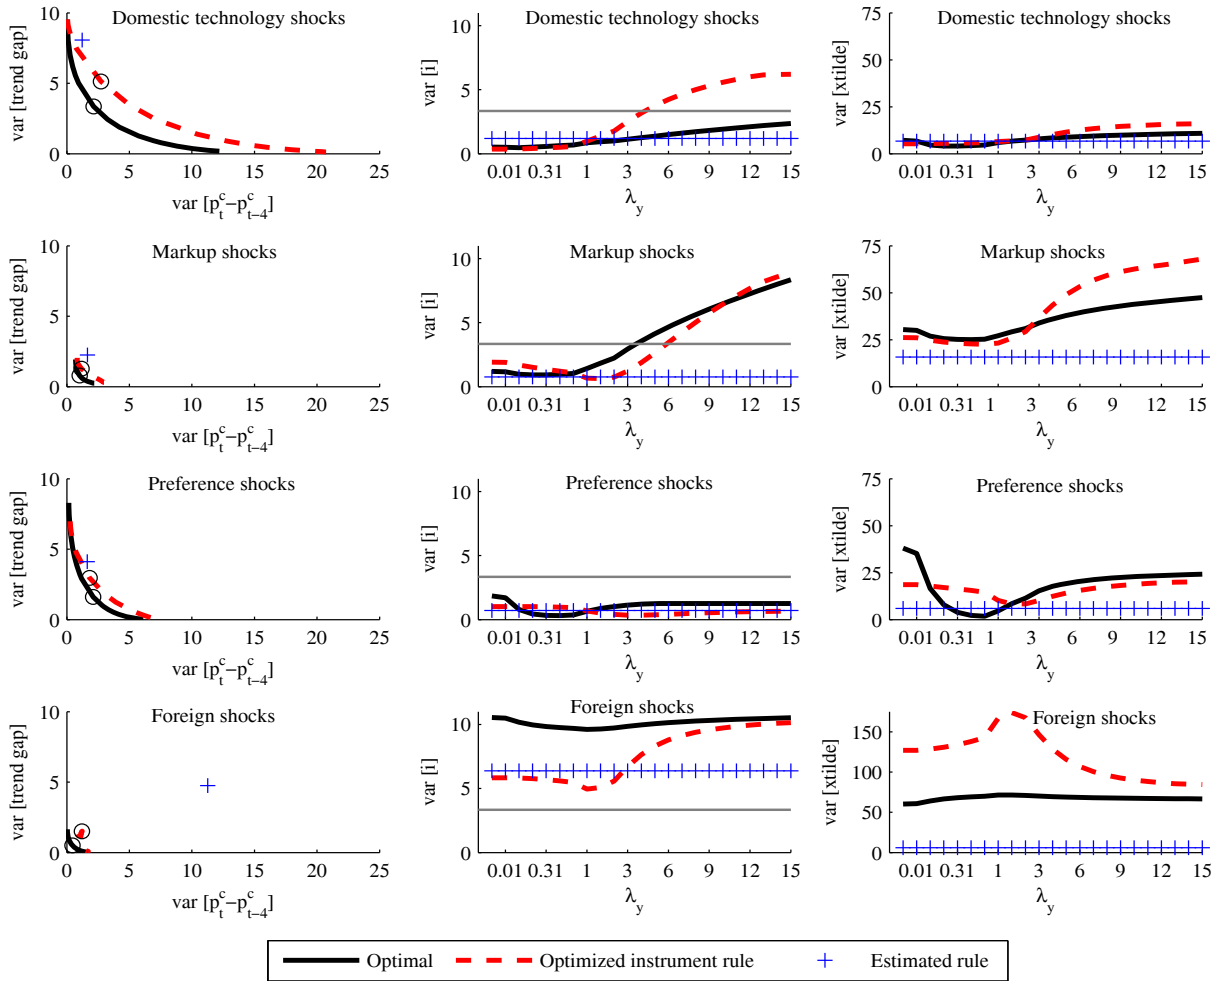 Domestic technology shocks
var [trend gap]
10
5
0
0 5 10 15 20 25
var [p_t^c−p_{t−4}^c]
Domestic technology shocks
var [i]
10
5
0
0.01 0.31 1 3 6 9 12 15
λ_y
Domestic technology shocks
var [xtilde]
75
50
25
0
0.01 0.31 1 3 6 9 12 15
λ_y
Markup shocks
var [trend gap]
10
5
0
0 5 10 15 20 25
var [p_t^c−p_{t−4}^c]
Markup shocks
var [i]
10
5
0
0.01 0.31 1 3 6 9 12 15
λ_y
Markup shocks
var [xtilde]
75
50
25
0
0.01 0.31 1 3 6 9 12 15
λ_y
Preference shocks
var [trend gap]
10
5
0
0 5 10 15 20 25
var [p_t^c−p_{t−4}^c]
Preference shocks
var [i]
10
5
0
0.01 0.31 1 3 6 9 12 15
λ_y
Preference shocks
var [xtilde]
75
50
25
0
0.01 0.31 1 3 6 9 12 15
λ_y
Foreign shocks
var [trend gap]
10
5
0
0 5 10 15 20 25
var [p_t^c−p_{t−4}^c]
Foreign shocks
var [i]
10
5
0
0.01 0.31 1 3 6 9 12 15
λ_y
Foreign shocks
var [xtilde]
150
100
50
0
0.01 0.31 1 3 6 9 12 15
λ_y
Optimal Optimized instrument rule Estimated rule